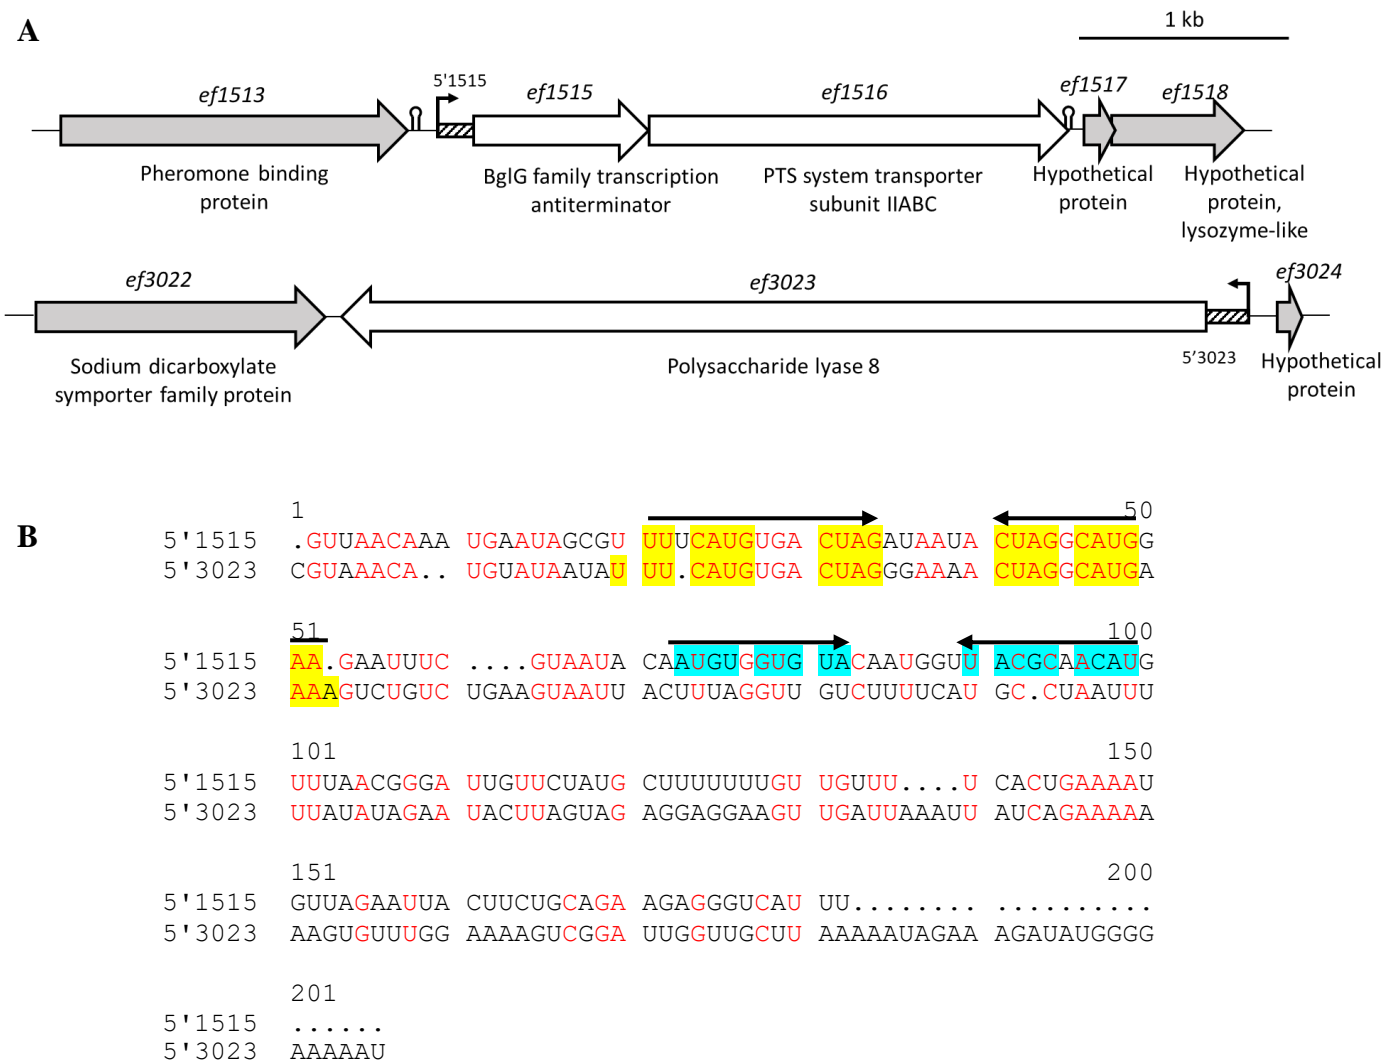 A
1 kb
ef1513
5'1515
ef1515
ef1516
ef1517
ef1518
Pheromone binding
protein
BglG family transcription
antiterminator
PTS system transporter
subunit IIABC
Hypothetical
protein
Hypothetical
protein,
lysozyme-like
ef3022
ef3023
ef3024
Sodium dicarboxylate
symporter family protein
Polysaccharide lyase 8
5’3023
Hypothetical
protein
B
1 50
5'1515 .GUUAACAAA UGAAUAGCGU UUUCAUGUGA CUAGAUAAUA CUAGGCAUGG
5'3023 CGUAAACA.. UGUAUAAUAU UU.CAUGUGA CUAGGGAAAA CUAGGCAUGA
51 100
5'1515 AA.GAAUUUC ....GUAAUA CAAUGUGGUG UACAAUGGUU ACGCAACAUG
5'3023 AAAGUCUGUC UGAAGUAAUU ACUUUAGGUU GUCUUUUCAU GC.CUAAUUU
101 150
5'1515 UUUAACGGGA UUGUUCUAUG CUUUUUUUGU UGUUU....U CACUGAAAAU
5'3023 UUAUAUAGAA UACUUAGUAG AGGAGGAAGU UGAUUAAAUU AUCAGAAAAA
151 200
5'1515 GUUAGAAUUA CUUCUGCAGA AGAGGGUCAU UU........ ..........
5'3023 AAGUGUUUGG AAAAGUCGGA UUGGUUGCUU AAAAAUAGAA AGAUAUGGGG
201
5'1515 ......
5'3023 AAAAAU